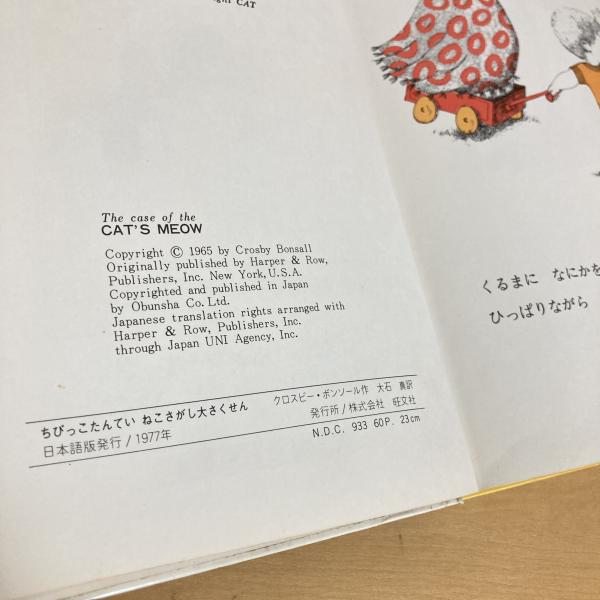 CAT
The case of the
CAT'S MEOW
Copyright © 1965 by Crosby Bonsall
Originally published by Harper & Row,
Publishers, Inc. New York, U.S.A.
Copyrighted and published in Japan
by Obunsha Co. Ltd.
Japanese translation rights arranged with
Harper & Row, Publishers, Inc.
through Japan UNI Agency, Inc.
ちびっこたんてい ねこさがし大さくせん クロスビー・ボンソール作 大石 真訳
日本語版発行/1977年 発行所/株式会社 旺文社
N.D.C. 933 60P. 23cm
くるまに なにかを
ひっぱりながら